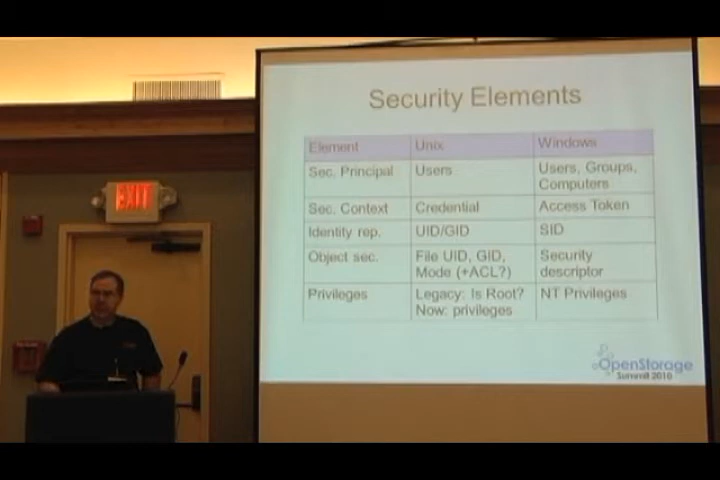 EXIT
Security Elements
Element Unix Windows
Sec. Principal Users Users, Groups,
Computers
Sec. Context Credential Access Token
Identity rep. UID/GID SID
Object sec. File UID, GID, Security
Mode (+ACL?) descriptor
Privileges Legacy: Is Root? NT Privileges
Now: privileges
OpenStorage
Summit 2010